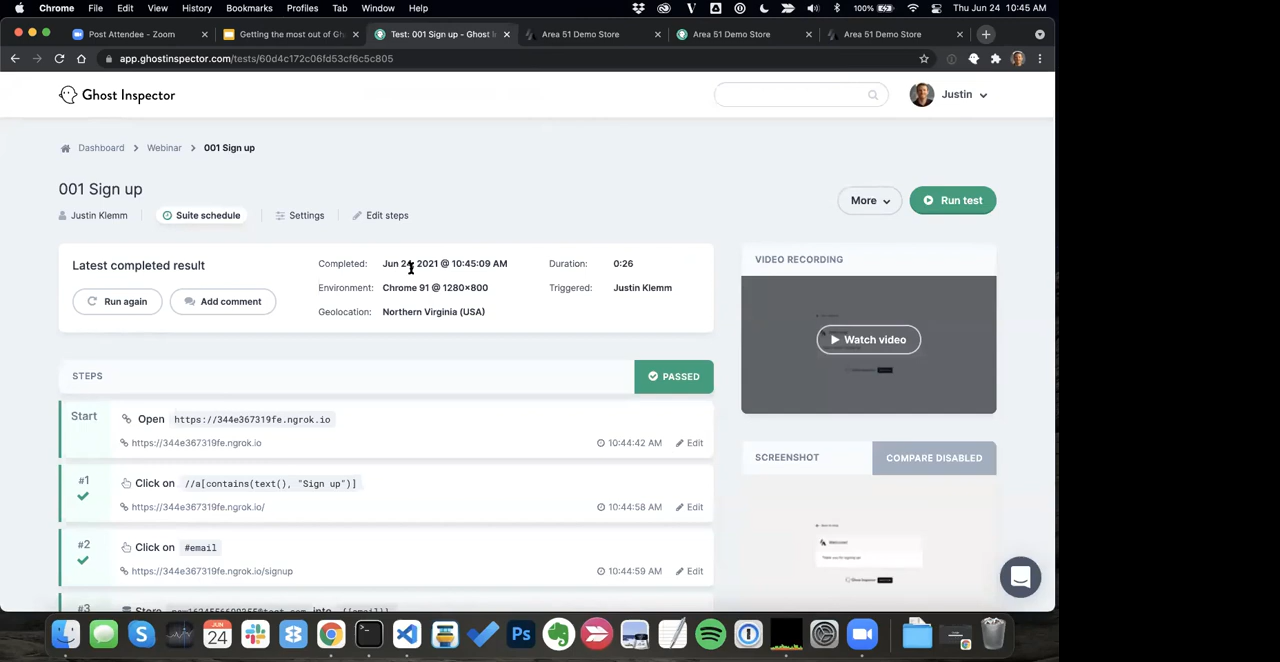 Chrome File Edit View History Bookmarks Profiles Tab Window Help 100% Thu Jun 24 10:45 AM
Post Attendee - Zoom Getting the most out of Gh Test: 001 Sign up - Ghost In Area 51 Demo Store Area 51 Demo Store Area 51 Demo Store
app.ghostinspector.com/tests/60d4c172c06fd53cf6c5c805
Ghost Inspector Justin
Dashboard Webinar 001 Sign up
001 Sign up
More Run test
Justin Klemm Suite schedule Settings Edit steps
Latest completed result
Completed: Jun 24, 2021 @ 10:45:09 AM Duration: 0:26
Environment: Chrome 91 @ 1280×800 Triggered: Justin Klemm
Geolocation: Northern Virginia (USA)
Run again Add comment
VIDEO RECORDING
Watch video
STEPS PASSED
Start Open https://344e367319fe.ngrok.io
https://344e367319fe.ngrok.io 10:44:42 AM Edit
SCREENSHOT COMPARE DISABLED
#1 Click on //a[contains(text(), "Sign up")]
https://344e367319fe.ngrok.io/ 10:44:58 AM Edit
#2 Click on #email
https://344e367319fe.ngrok.io/signup 10:44:59 AM Edit
#3 Store into {{email}}
JUN
24
Ps